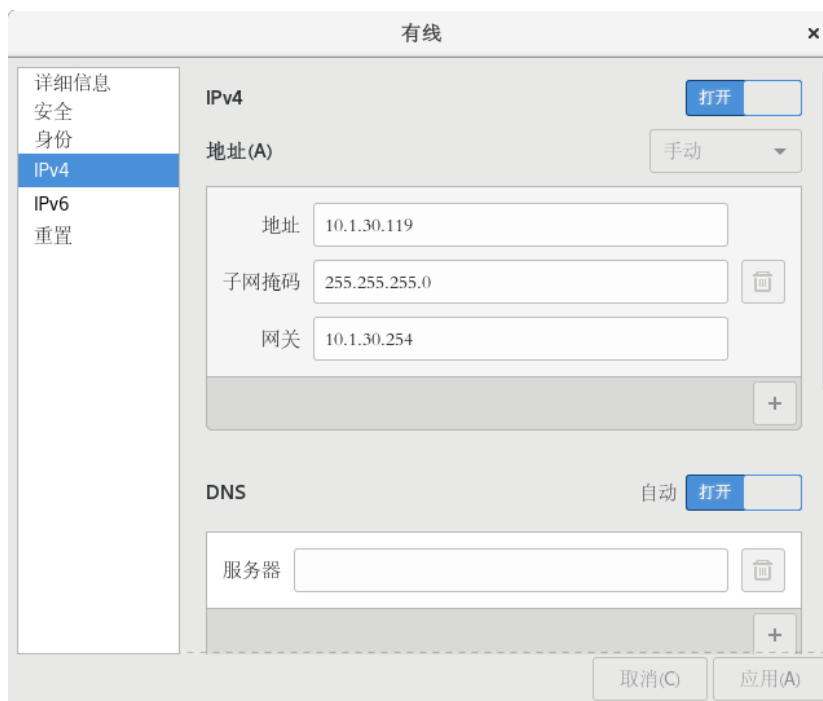 有线
详细信息
安全
身份
IPv4
IPv6
重置
IPv4 打开
地址(A) 手动
地址 10.1.30.119
子网掩码 255.255.255.0
网关 10.1.30.254
+
DNS 自动 打开
服务器
+
取消(C) 应用(A)